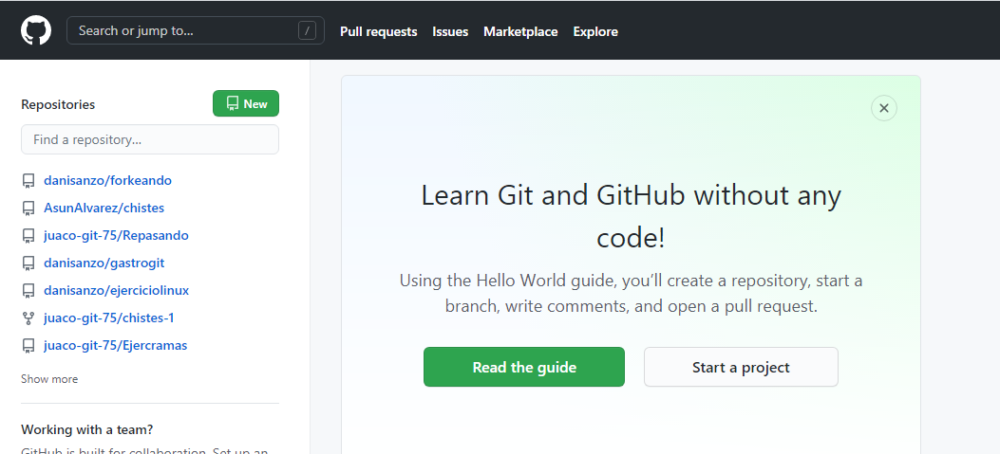 Search or jump to... /
Pull requests Issues Marketplace Explore
Repositories
New
Find a repository...
danisanzo/forkeando
AsunAlvarez/chistes
juaco-git-75/Repasando
danisanzo/gastrogit
danisanzo/ejerciciolinux
juaco-git-75/chistes-1
juaco-git-75/Ejercramas
Show more
Working with a team?
GitHub is built for collaboration. Set up an
Learn Git and GitHub without any
code!
Using the Hello World guide, you’ll create a repository, start a
branch, write comments, and open a pull request.
Read the guide
Start a project